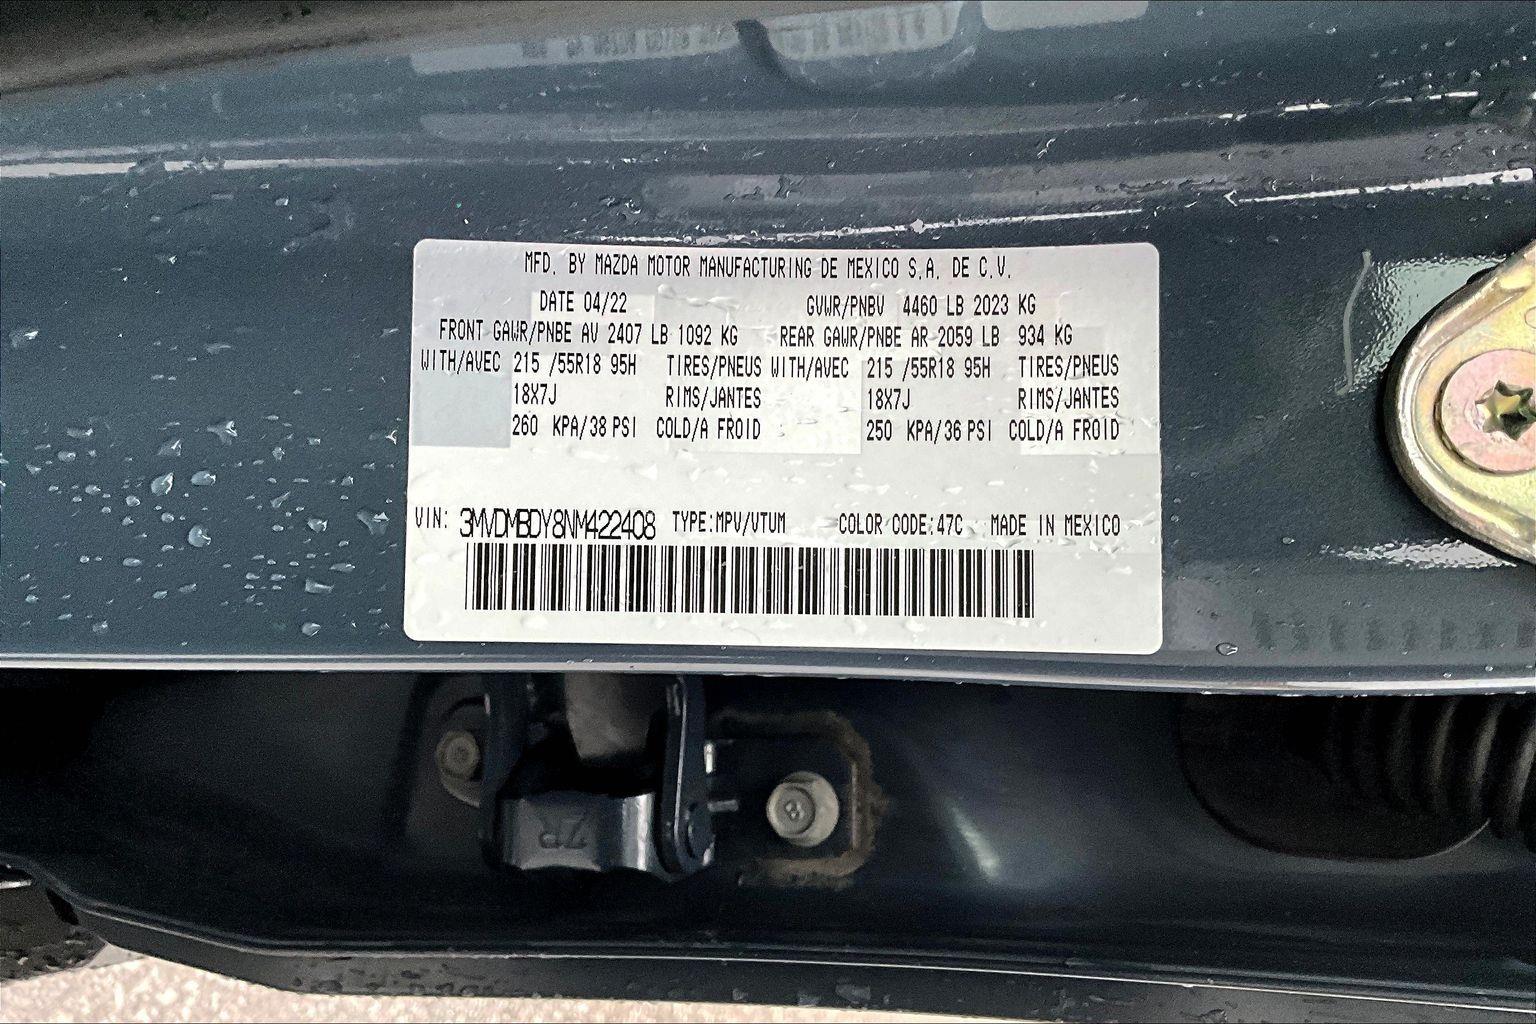 MFD. BY MAZDA MOTOR MANUFACTURING DE MEXICO S.A. DE C.V.
DATE 04/22 GVWR/PNBV 4460 LB 2023 KG
FRONT GAWR/PNBE AV 2407 LB 1092 KG REAR GAWR/PNBE AR 2059 LB 934 KG
WITH/AVEC 215 /55R18 95H TIRES/PNEUS WITH/AVEC 215 /55R18 95H TIRES/PNEUS
18X7J RIMS/JANTES 18X7J RIMS/JANTES
260 KPA/38 PSI COLD/A FROID 250 KPA/36 PSI COLD/A FROID
VIN: 3MVDMBDY8NM422408 TYPE:MPV/VTUM COLOR CODE:47C MADE IN MEXICO
ZR
8